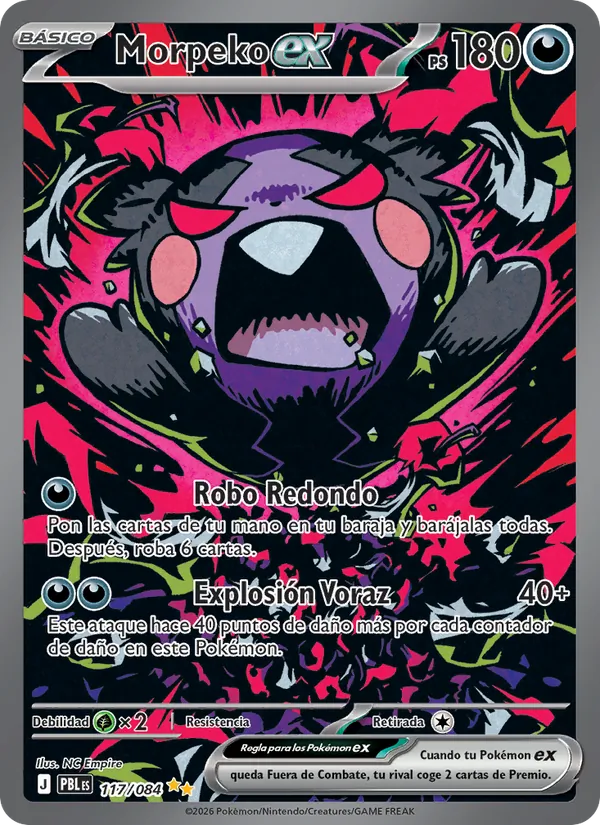 BÁSICO Morpeko ex PS 180
Robo Redondo
Pon las cartas de tu mano en tu baraja y barájalas todas.
Después, roba 6 cartas.
Explosión Voraz 40+
Este ataque hace 40 puntos de daño más por cada contador
de daño en este Pokémon.
Debilidad ×2 Resistencia Retirada
Ilus. NC Empire
Regla para los Pokémon ex Cuando tu Pokémon ex
queda Fuera de Combate, tu rival coge 2 cartas de Premio.
J PBL ES 117/084
©2026 Pokémon/Nintendo/Creatures/GAME FREAK